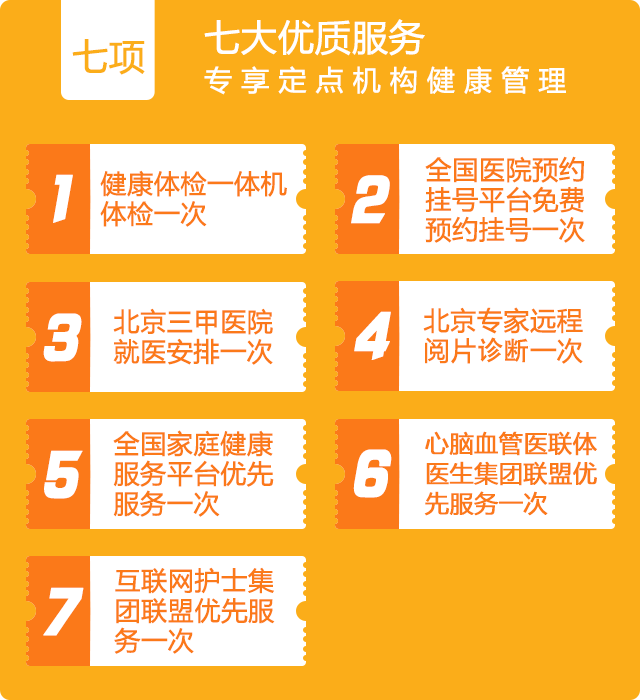 七项
七大优质服务
专享定点机构健康管理
1
健康体检一体机
体检一次
2
全国医院预约
挂号平台免费
预约挂号一次
3
北京三甲医院
就医安排一次
4
北京专家远程
阅片诊断一次
5
全国家庭健康
服务平台优先
服务一次
6
心脑血管医联体
医生集团联盟优
先服务一次
7
互联网护士集
团联盟优先服
务一次